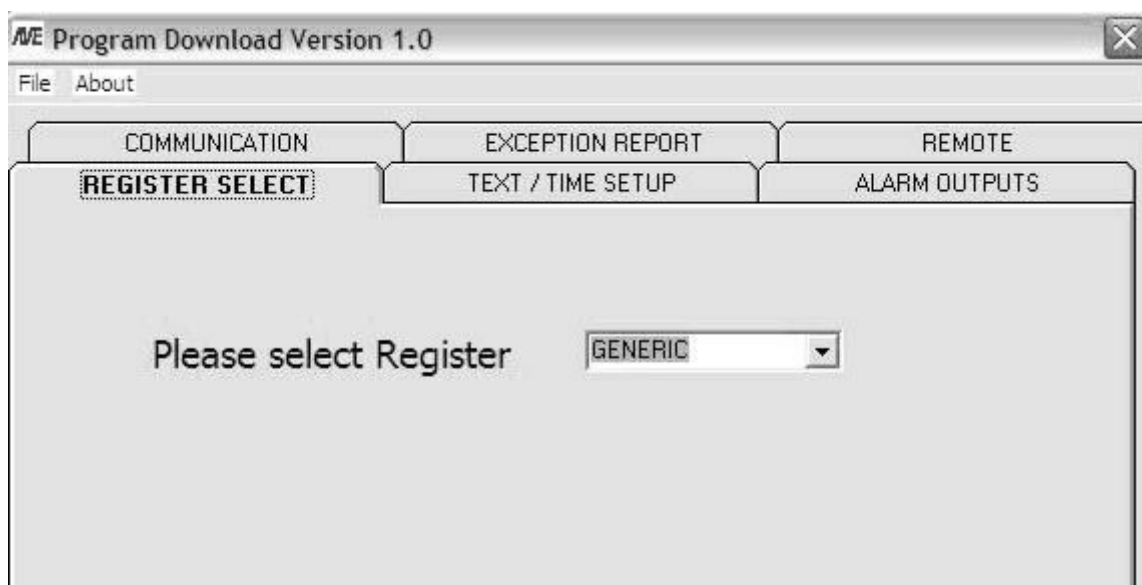 AVE Program Download Version 1.0
File About
COMMUNICATION EXCEPTION REPORT REMOTE
REGISTER SELECT TEXT / TIME SETUP ALARM OUTPUTS
Please select Register GENERIC